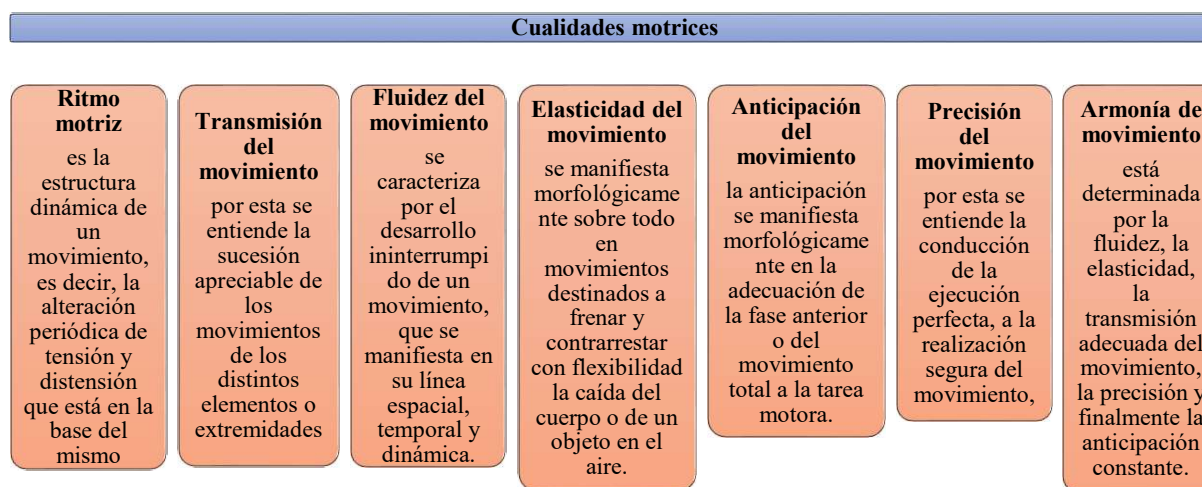 Cualidades motrices
Ritmo
motriz
es la
estructura
dinámica de
un
movimiento,
es decir, la
alteración
periódica de
tensión y
distensión
que está en la
base del
mismo
Transmisión
del
movimiento
por esta se
entiende la
sucesión
apreciable de
los
movimientos
de los
distintos
elementos o
extremidades
Fluidez del
movimiento
se
caracteriza
por el
desarrollo
ininterrumpi
do de un
movimiento,
que se
manifiesta en
su línea
espacial,
temporal y
dinámica.
Elasticidad del
movimiento
se manifiesta
morfológicame
nte sobre todo
en
movimientos
destinados a
frenar y
contrarrestar
con flexibilidad
la caída del
cuerpo o de un
objeto en el
aire.
Anticipación
del
movimiento
la anticipación
se manifiesta
morfológicame
nte en la
adecuación de
la fase anterior
o del
movimiento
total a la tarea
motora.
Precisión
del
movimiento
por esta se
entiende la
conducción
de la
ejecución
perfecta, a la
realización
segura del
movimiento,
Armonía de
movimiento
está
determinada
por la
fluidez, la
elasticidad,
la
transmisión
adecuada del
movimiento,
la precisión y
finalmente la
anticipación
constante.